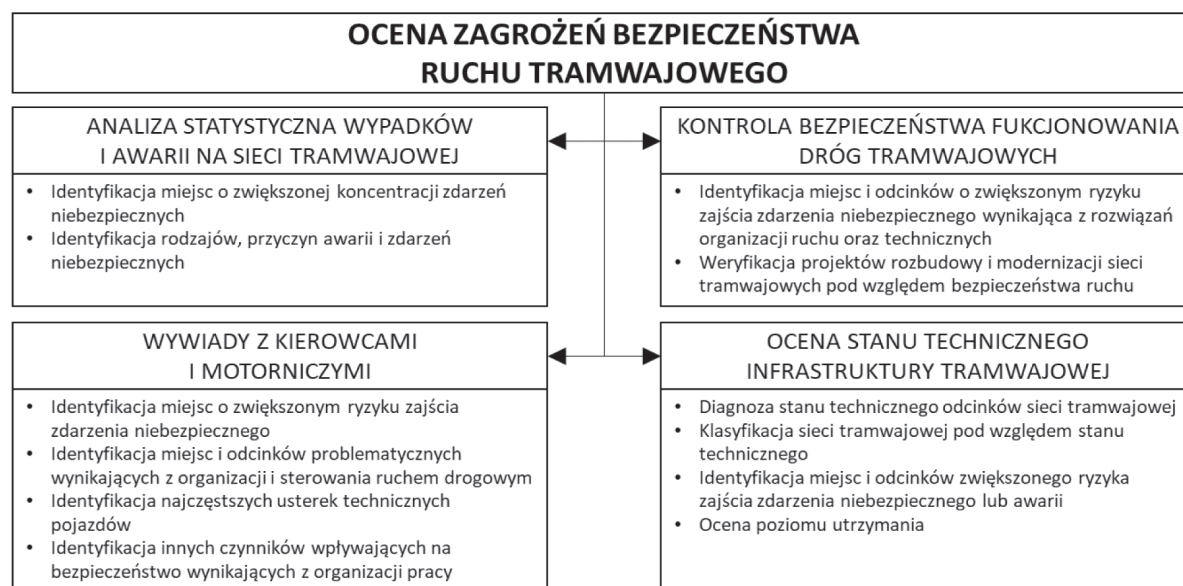 OCENA ZAGROŻEŃ BEZPIECZEŃSTWA
RUCHU TRAMWAJOWEGO
ANALIZA STATYSTYCZNA WYPADKÓW
I AWARII NA SIECI TRAMWAJOWEJ
• Identyfikacja miejsc o zwiększonej koncentracji zdarzeń
niebezpiecznych
• Identyfikacja rodzajów, przyczyn awarii i zdarzeń
niebezpiecznych
KONTROLA BEZPIECZEŃSTWA FUKCJONOWANIA
DRÓG TRAMWAJOWYCH
• Identyfikacja miejsc i odcinków o zwiększonym ryzyku
zajścia zdarzenia niebezpiecznego wynikająca z rozwiązań
organizacji ruchu oraz technicznych
• Weryfikacja projektów rozbudowy i modernizacji sieci
tramwajowych pod względem bezpieczeństwa ruchu
WYWIADY Z KIEROWCAMI
I MOTORNICZYMI
• Identyfikacja miejsc o zwiększonym ryzyku zajścia
zdarzenia niebezpiecznego
• Identyfikacja miejsc i odcinków problematycznych
wynikających z organizacji i sterowania ruchem drogowym
• Identyfikacja najczęstszych usterek technicznych
pojazdów
• Identyfikacja innych czynników wpływających na
bezpieczeństwo wynikających z organizacji pracy
OCENA STANU TECHNICZNEGO
INFRASTRUKTURY TRAMWAJOWEJ
• Diagnoza stanu technicznego odcinków sieci tramwajowej
• Klasyfikacja sieci tramwajowej pod względem stanu
technicznego
• Identyfikacja miejsc i odcinków zwiększonego ryzyka
zajścia zdarzenia niebezpiecznego lub awarii
• Ocena poziomu utrzymania